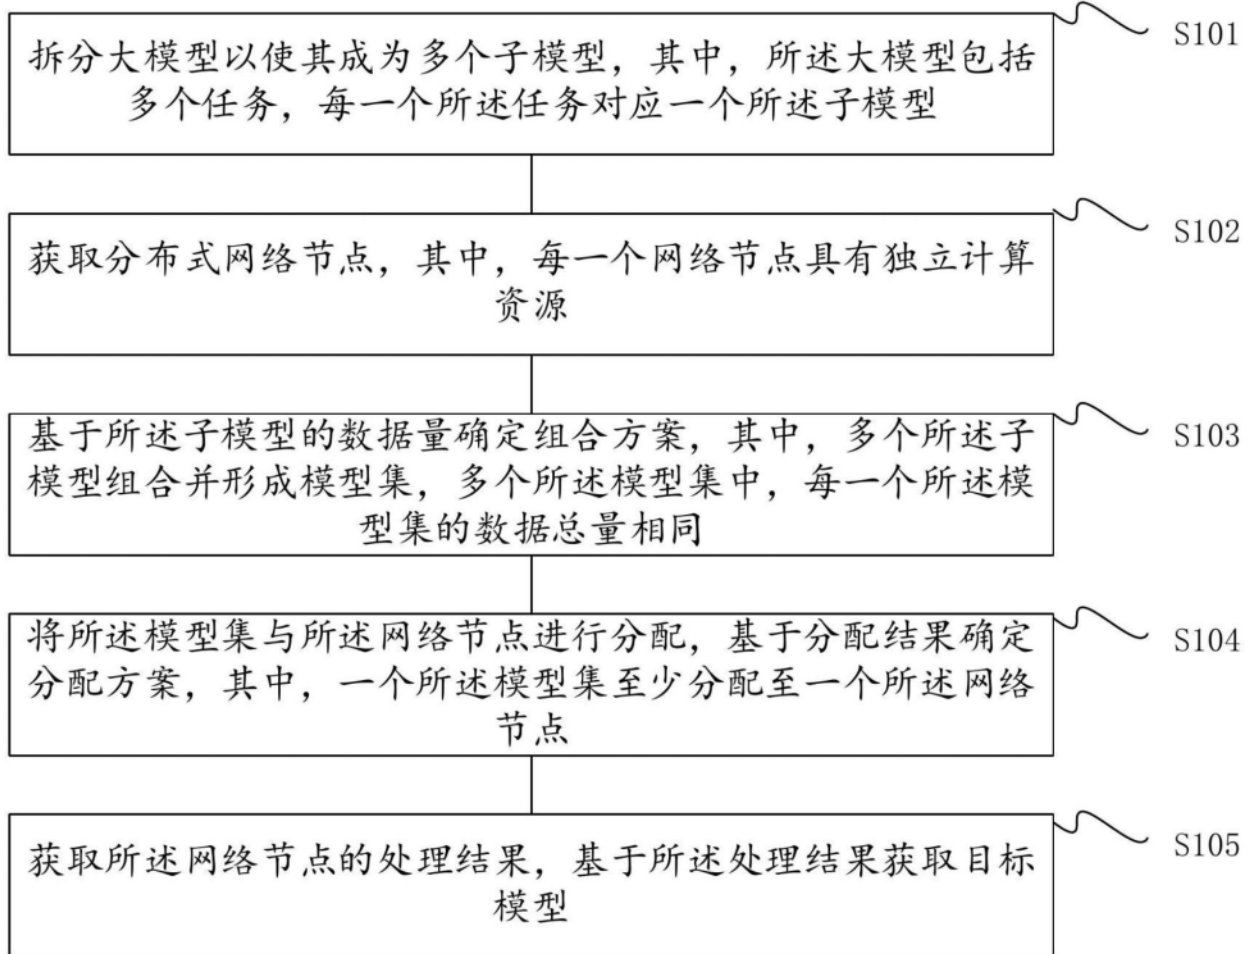 S101
拆分大模型以使其成为多个子模型，其中，所述大模型包括
多个任务，每一个所述任务对应一个所述子模型
S102
获取分布式网络节点，其中，每一个网络节点具有独立计算
资源
S103
基于所述子模型的数据量确定组合方案，其中，多个所述子
模型组合并形成模型集，多个所述模型集中，每一个所述模
型集的数据总量相同
S104
将所述模型集与所述网络节点进行分配，基于分配结果确定
分配方案，其中，一个所述模型集至少分配至一个所述网络
节点
S105
获取所述网络节点的处理结果，基于所述处理结果获取目标
模型